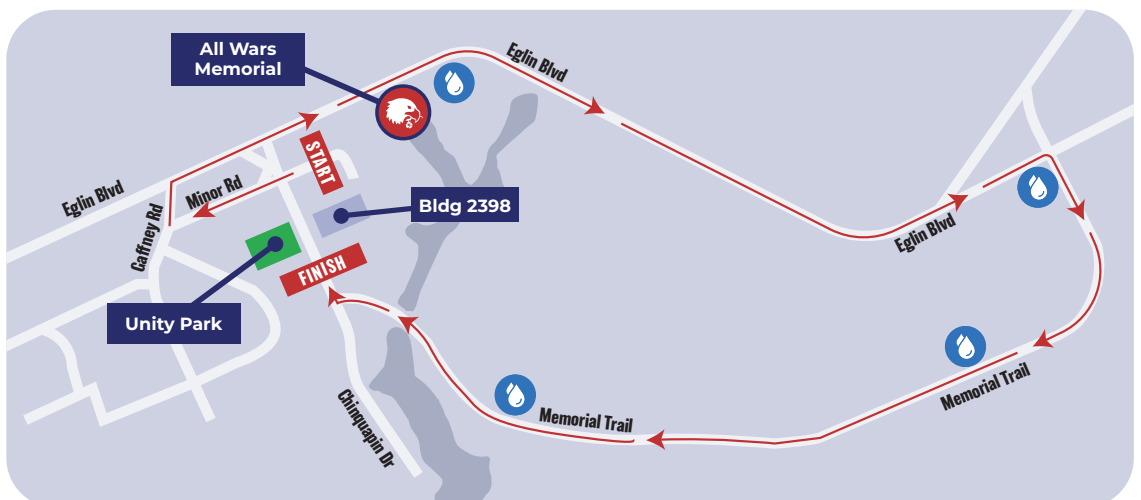 All Wars
Memorial
Eglin Blvd
START
Minor Rd
Eglin Blvd
Bldg 2398
Gaffney Rd
Eglin Blvd
FINISH
Unity Park
Memorial Trail
Chinquapin Dr
Memorial Trail